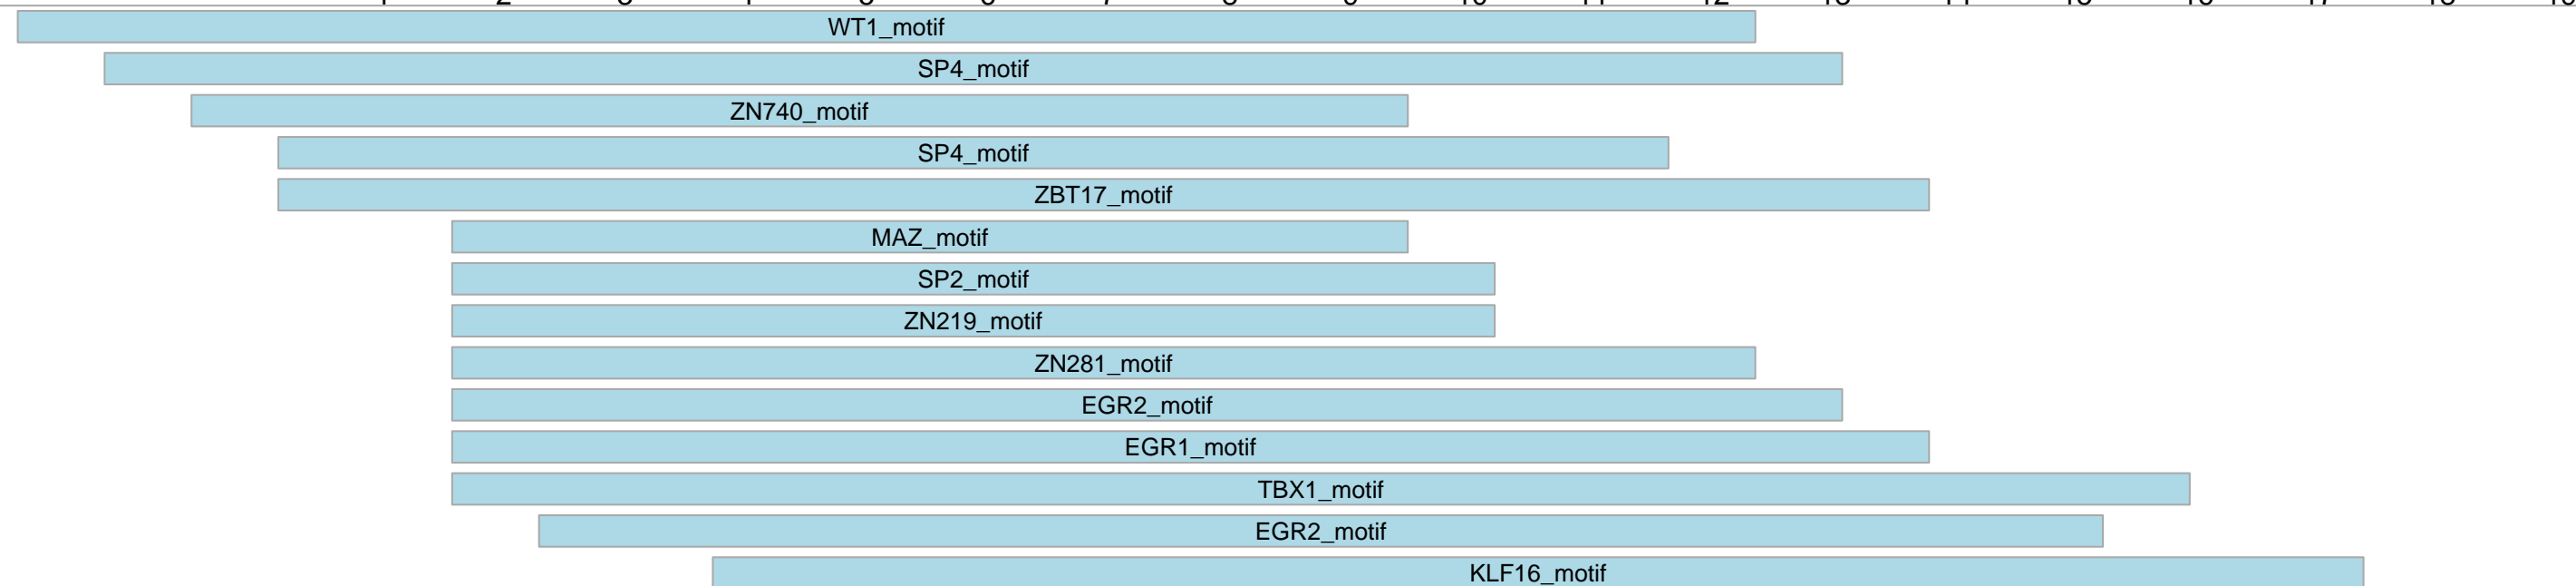 WT1_motif
SP4_motif
ZN740_motif
SP4_motif
ZBT17_motif
MAZ_motif
SP2_motif
ZN219_motif
ZN281_motif
EGR2_motif
EGR1_motif
TBX1_motif
EGR2_motif
KLF16_motif